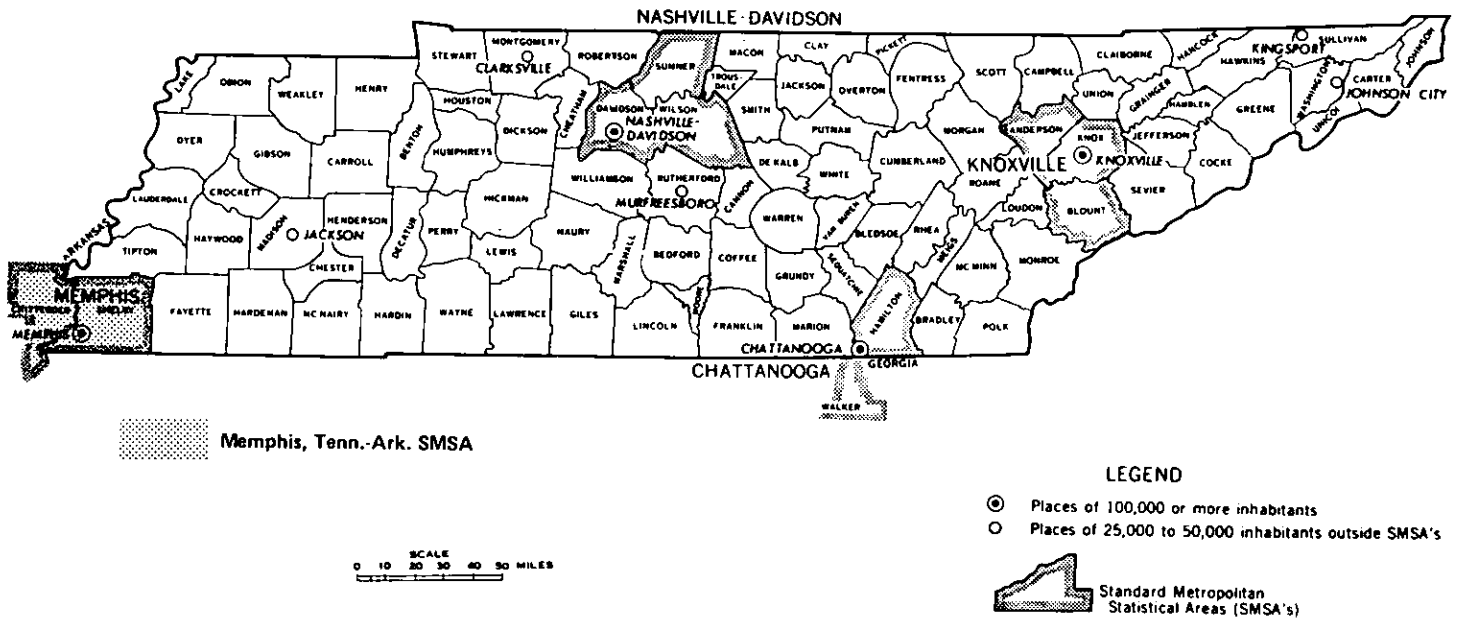 NASHVILLE-DAVIDSON
STEWART
MONTGOMERY
CLARKSVILLE
ROBERTSON
SUMNER
MACON
TROUS-
DALE
CLAY
PICKETT
JACKSON
OVERTON
FENTRESS
SCOTT
CAMPBELL
CLAIBORNE
UNION
HANCOCK
HAWKINS
KINGSPORT
SULLIVAN
JOHNSON
CARTER
JOHNSON CITY
WASHINGTON
UNICOI
GREENE
GRAINGER
HAMBLEN
JEFFERSON
COCKE
SEVIER
LAKE
OBION
WEAKLEY
HENRY
HOUSTON
DICKSON
CHEATHAM
DAVIDSON
WILSON
NASHVILLE-
DAVIDSON
SMITH
PUTNAM
MORGAN
ANDERSON
KNOX
KNOXVILLE
KNOXVILLE
DYER
GIBSON
CARROLL
BENTON
HUMPHREYS
HICKMAN
WILLIAMSON
RUTHERFORD
MURFREESBORO
CANNON
DE KALB
WHITE
CUMBERLAND
ROANE
LOUDON
BLOUNT
LAUDERDALE
CROCKETT
HAYWOOD
MADISON
JACKSON
HENDERSON
DECATUR
PERRY
LEWIS
MAURY
MARSHALL
BEDFORD
COFFEE
WARREN
VAN BUREN
BLEDSOE
RHEA
MEIGS
MC MINN
MONROE
ARKANSAS
TIPTON
CHESTER
MOORE
GRUNDY
SEQUATCHIE
HAMILTON
BRADLEY
POLK
MEMPHIS
CRITTENDEN
SHELBY
MEMPHIS
FAYETTE
HARDEMAN
MC NAIRY
HARDIN
WAYNE
LAWRENCE
GILES
LINCOLN
FRANKLIN
MARION
CHATTANOOGA
CHATTANOOGA
GEORGIA
WALKER
Memphis, Tenn.-Ark. SMSA
SCALE
0 10 20 30 40 50 MILES
LEGEND
Places of 100,000 or more inhabitants
Places of 25,000 to 50,000 inhabitants outside SMSA's
Standard Metropolitan
Statistical Areas (SMSA's)